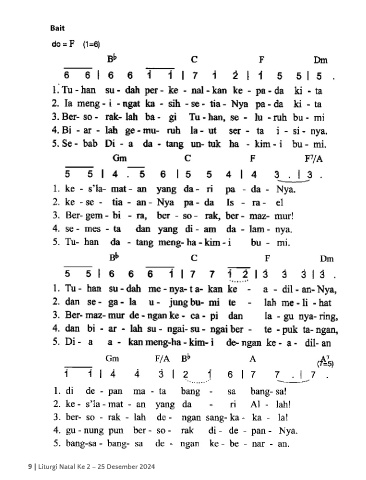 Bait
do = F (1=6)
B♭ C F Dm
6 6 | 6 6 1 1 | 7 1 2 | 1 5 5 | 5 .
1. Tu - han su - dah per - ke - nal - kan ke - pa - da ki - ta
2. Ia meng - i - ngat ka - sih - se - tia - Nya pa - da ki - ta
3. Ber - so - rak - lah ba - gi Tu - han, se - lu - ruh bu - mi
4. Bi - ar - lah ge - mu - ruh la - ut ser - ta i - si - nya.
5. Se - bab Di - a da - tang un - tuk ha - kim - i bu - mi.
Gm C F F⁷/A
5 5 | 4 . 5 6 | 5 5 4 | 4 3 . | 3 .
1. ke - s'la - mat - an yang da - ri pa - da - Nya.
2. ke - se - tia - an - Nya pa - da Is - ra - el
3. Ber - gem - bi - ra, ber - so - rak, ber - maz - mur!
4. se - mes - ta dan yang di - am da - lam - nya.
5. Tu - han da - tang meng - ha - kim - i bu - mi.
B♭ C F Dm
5 5 | 6 6 6 1 | 7 7 1 2 | 3 3 3 | 3 .
1. Tu - han su - dah me - nya - ta - kan ke - a - dil - an - Nya,
2. dan se - ga - la u - jung bu - mi te - lah me - li - hat
3. Ber - maz - mur de - ngan ke - ca - pi dan la - gu nya - ring,
4. dan bi - ar - lah su - ngai - su - ngai ber - te - puk ta - ngan,
5. Di - a a - kan meng - ha - kim - i de - ngan ke - a - dil - an
Gm F/A B♭ A A⁷
(7=5)
1 1 | 4 4 3 | 2 1 6 | 7 7 . | 7 .
1. di de - pan ma - ta bang - sa bang - sa!
2. ke - s'la - mat - an yang da - ri Al - lah!
3. ber - so - rak - lah de - ngan sang - ka - ka - la!
4. gu - nung pun ber - so - rak di - de - pan - Nya.
5. bang - sa - bang - sa de - ngan ke - be - nar - an.
9 | Liturgi Natal Ke 2 – 25 Desember 2024